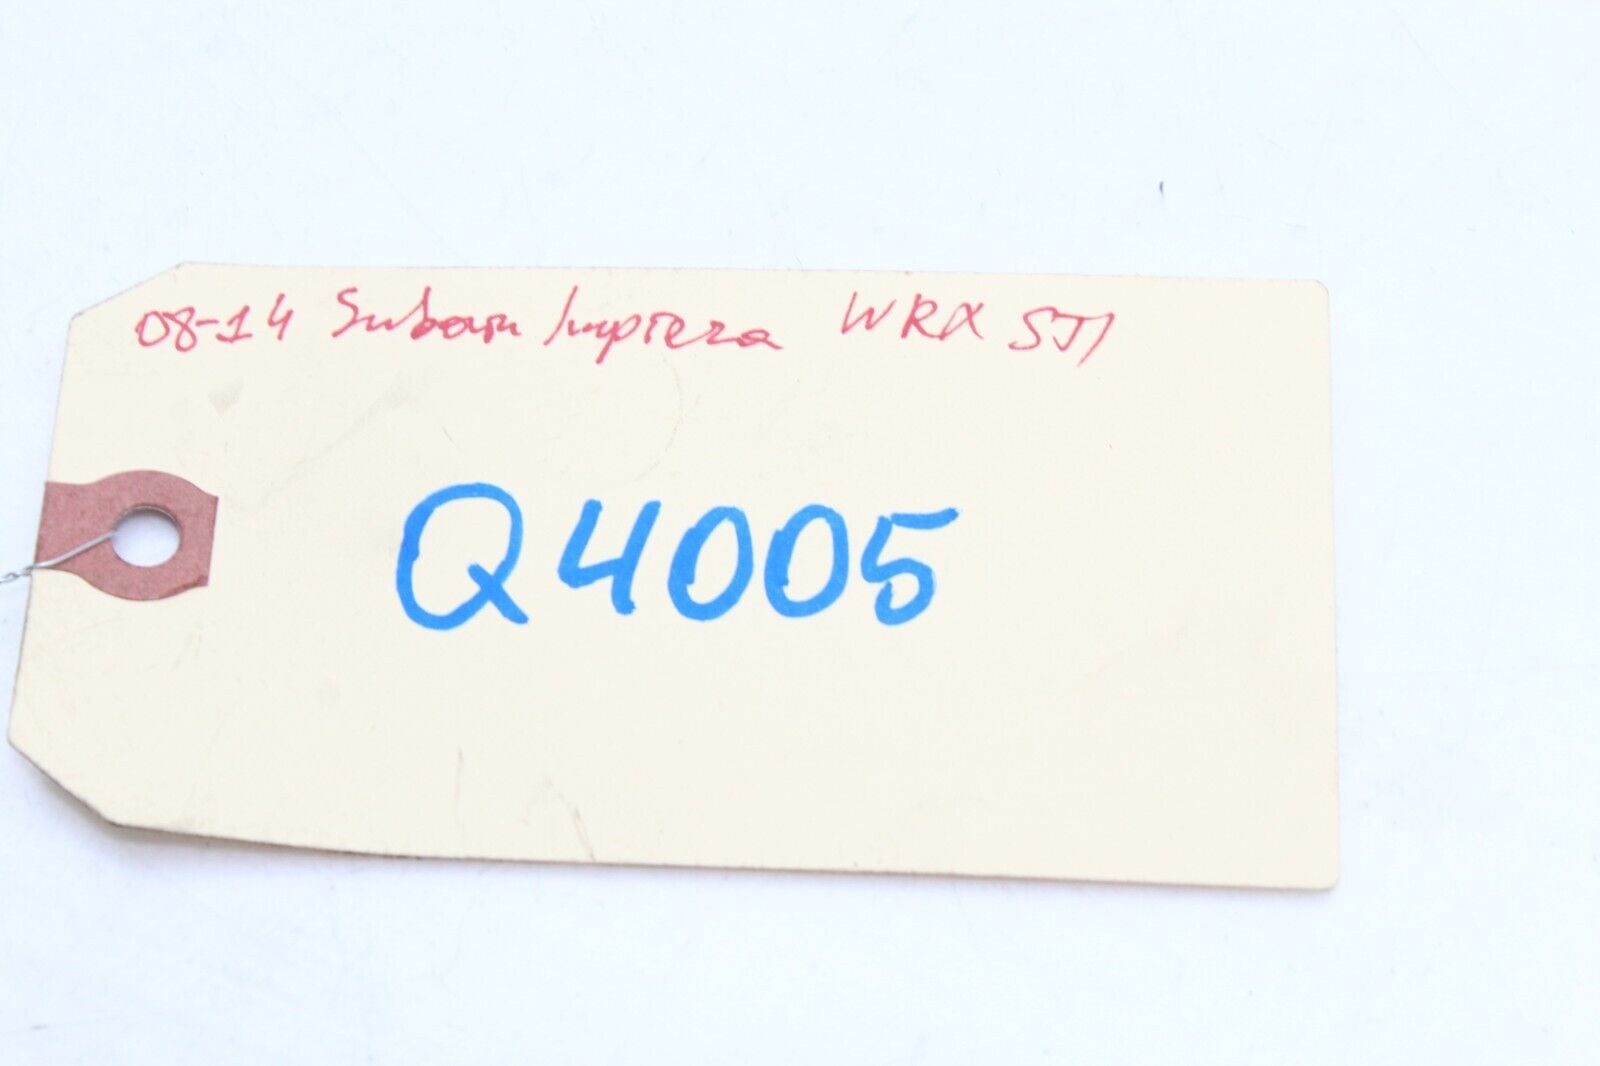 08-14 Subaru Impreza WRX STI
Q4005